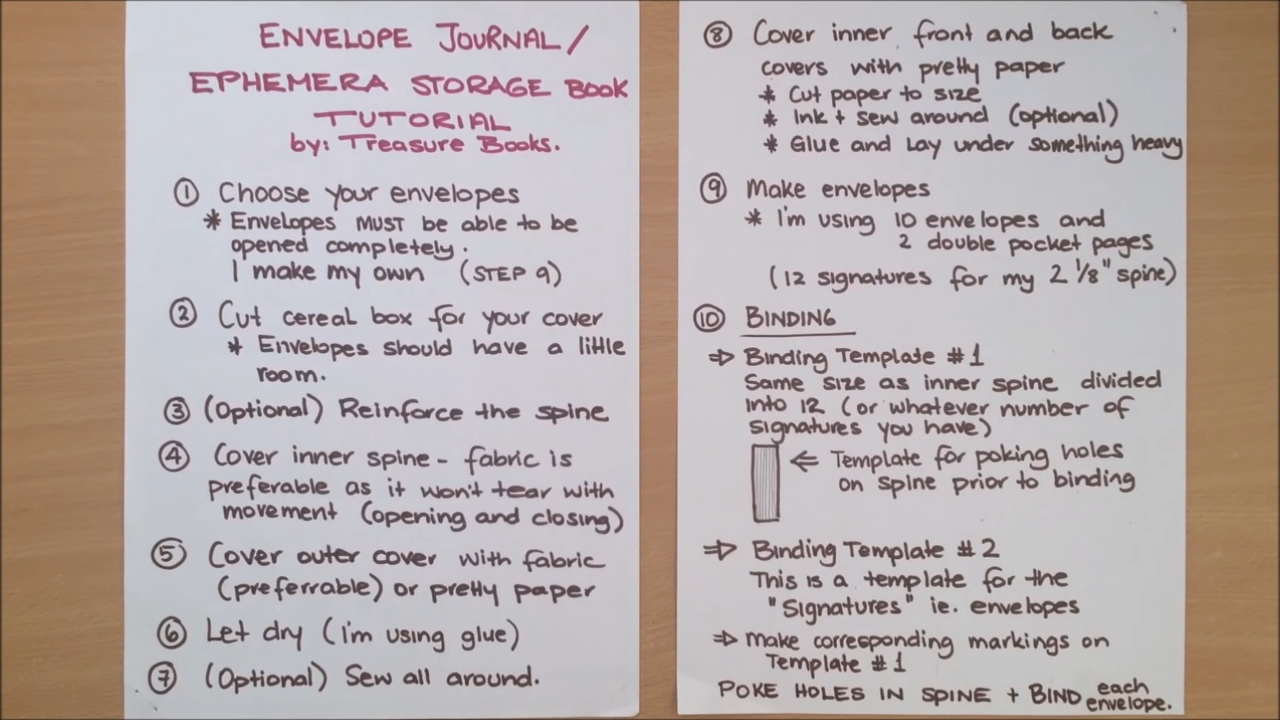 ENVELOPE JOURNAL /
EPHEMERA STORAGE BOOK
TUTORIAL
by: Treasure Books.
① Choose your envelopes
* Envelopes MUST be able to be
opened completely.
I make my own (STEP 9)
② Cut cereal box for your cover
* Envelopes should have a little
room.
③ (Optional) Reinforce the spine
④ Cover inner spine - fabric is
preferable as it won't tear with
movement (opening and closing)
⑤ Cover outer cover with fabric
(preferrable) or pretty paper
⑥ Let dry (I'm using glue)
⑦ (Optional) Sew all around.
⑧ Cover inner front and back
covers with pretty paper
* Cut paper to size
* Ink + sew around (optional)
* Glue and Lay under something heavy
⑨ Make envelopes
* I'm using 10 envelopes and
2 double pocket pages
(12 signatures for my 2 1/8" spine)
⑩ BINDING
⇒ Binding Template #1
Same size as inner spine divided
into 12 (or whatever number of
signatures you have)
⇐ Template for poking holes
on spine prior to binding
⇒ Binding Template #2
This is a template for the
"Signatures" ie. envelopes
⇒ Make corresponding markings on
Template #1
POKE HOLES IN SPINE + BIND each
envelope.